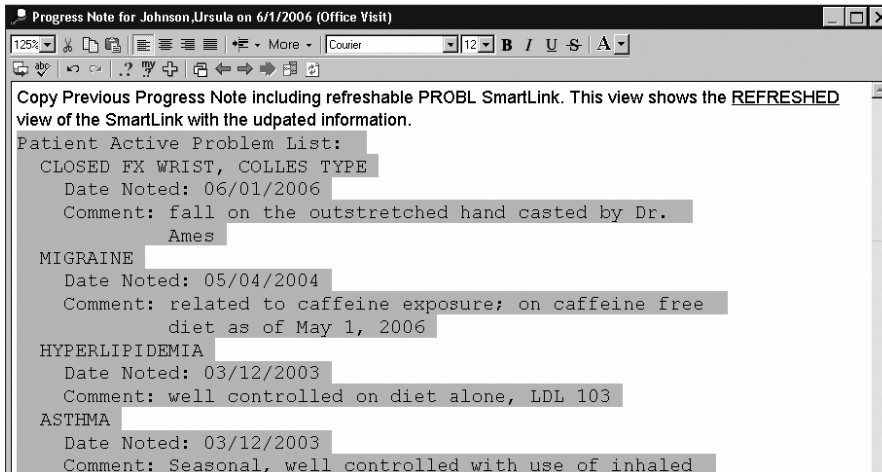 Progress Note for Johnson,Ursula on 6/1/2006 (Office Visit)
125% More Courier 12 B I U S A
abc .? my
Copy Previous Progress Note including refreshable PROBL SmartLink. This view shows the REFRESHED
view of the SmartLink with the udpated information.
Patient Active Problem List:
CLOSED FX WRIST, COLLES TYPE
Date Noted: 06/01/2006
Comment: fall on the outstretched hand casted by Dr.
Ames
MIGRAINE
Date Noted: 05/04/2004
Comment: related to caffeine exposure; on caffeine free
diet as of May 1, 2006
HYPERLIPIDEMIA
Date Noted: 03/12/2003
Comment: well controlled on diet alone, LDL 103
ASTHMA
Date Noted: 03/12/2003
Comment: Seasonal, well controlled with use of inhaled